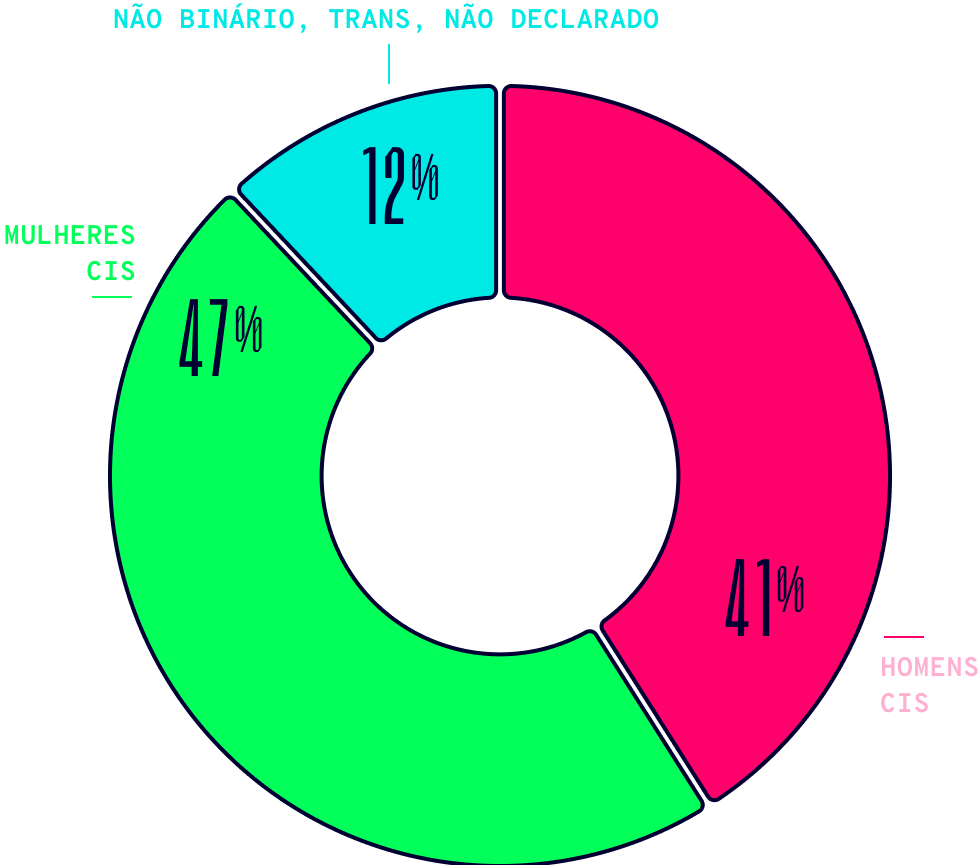 NÃO BINÁRIO, TRANS, NÃO DECLARADO
12%
MULHERES
CIS
47%
41%
HOMENS
CIS